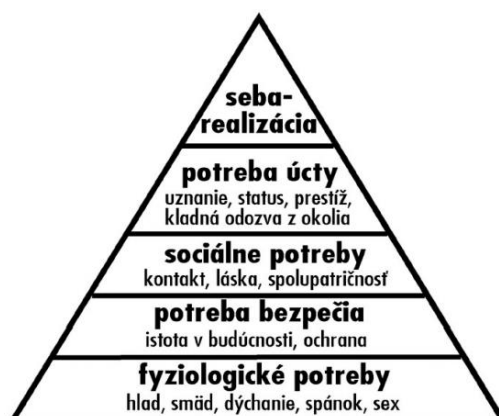 seba-
realizácia
potreba úcty
uznanie, status, prestíž,
kladná odozva z okolia
sociálne potreby
kontakt, láska, spolupatričnosť
potreba bezpečia
istota v budúcnosti, ochrana
fyziologické potreby
hlad, smäd, dýchanie, spánok, sex